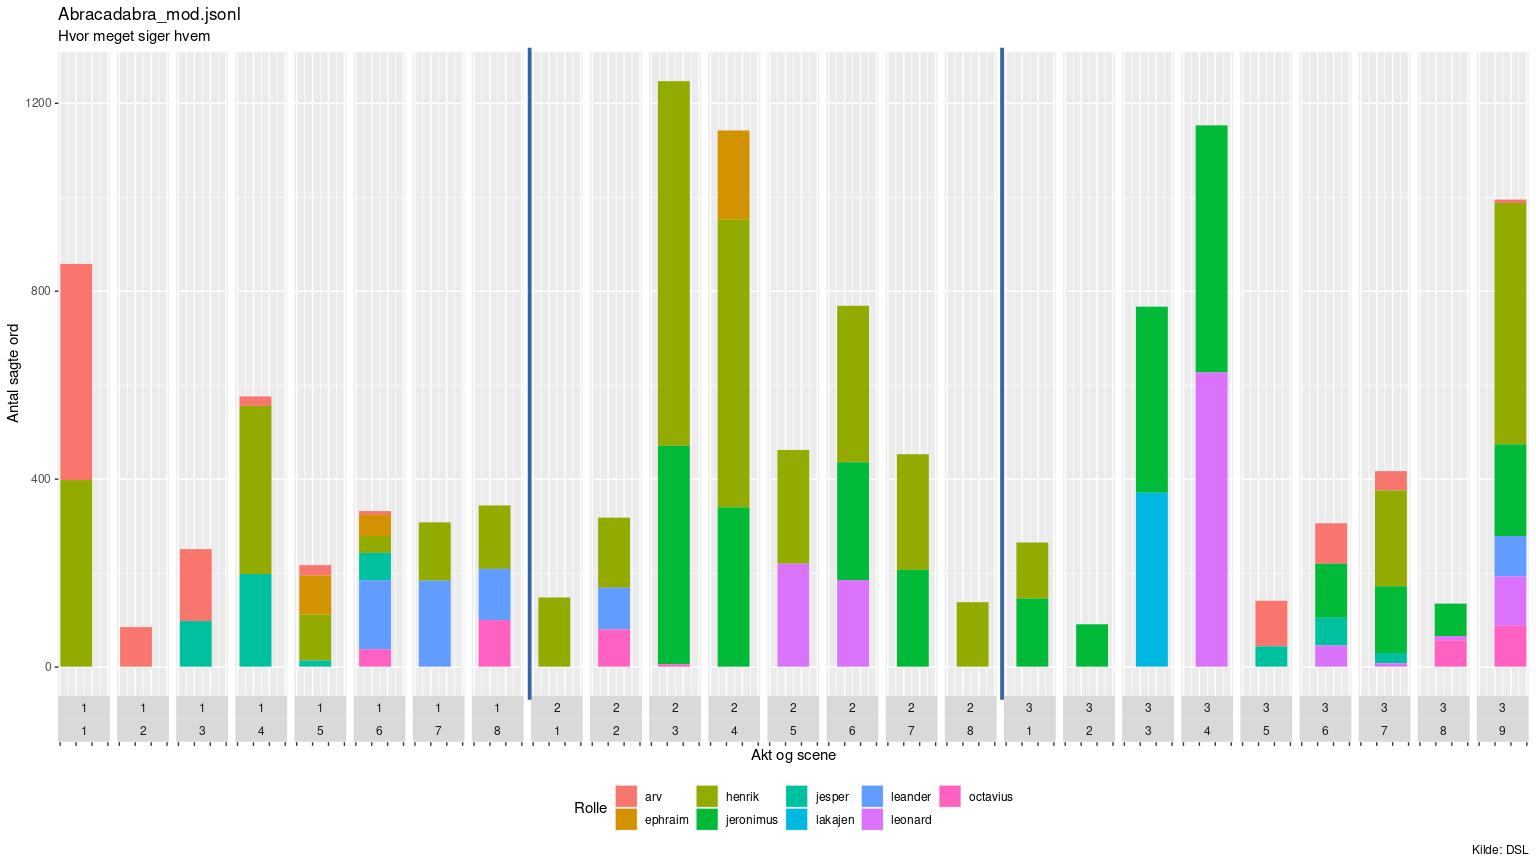 Abracadabra_mod.jsonl
Hvor meget siger hvem
Antal sagte ord
1200
800
400
0
1 1 1 1 1 1 1 1 2 2 2 2 2 2 2 2 3 3 3 3 3 3 3 3 3
1 2 3 4 5 6 7 8 1 2 3 4 5 6 7 8 1 2 3 4 5 6 7 8 9
Akt og scene
Rolle
arv henrik jesper leander octavius
ephraim jeronimus lakajen leonard
Kilde: DSL